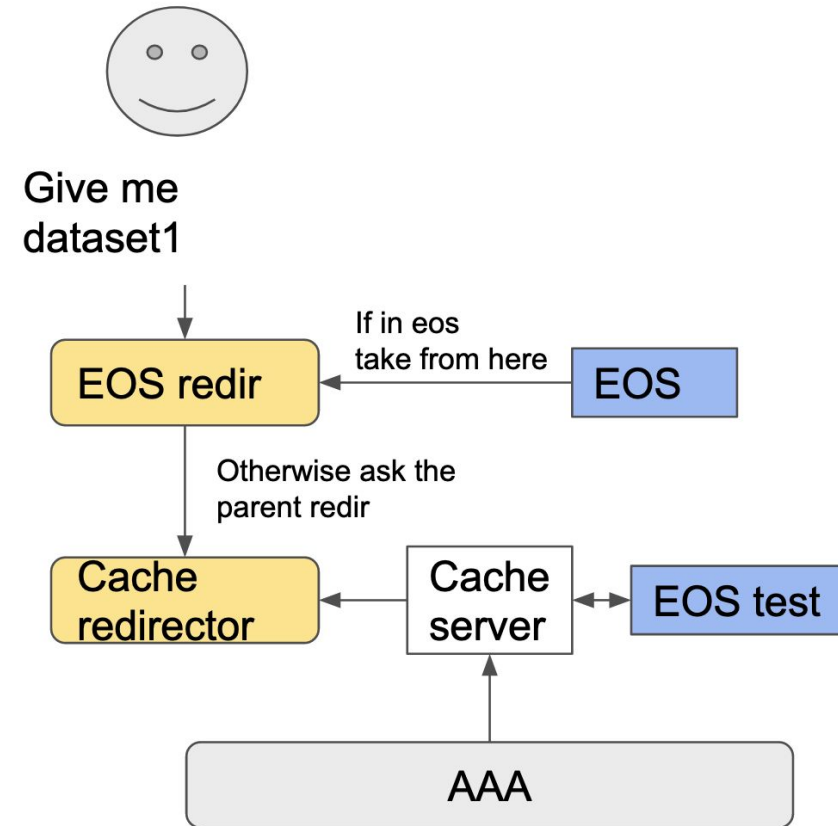 Give me
dataset1
If in eos
take from here
EOS redir
EOS
Otherwise ask the
parent redir
Cache
redirector
Cache
server
EOS test
AAA